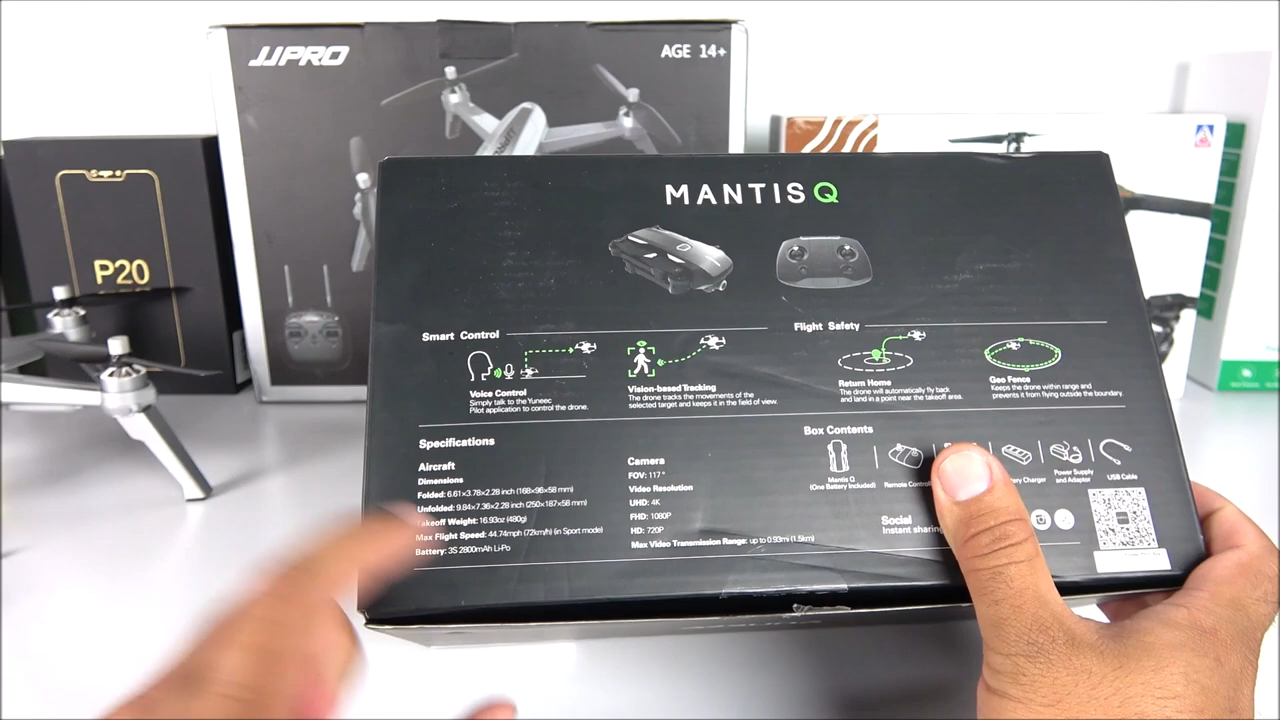 JJPRO
AGE 14+
P20
MANTIS Q
Smart Control
Flight Safety
Voice Control
Simply talk to the Yuneec
Pilot application to control the drone.
Vision-based Tracking
The drone tracks the movements of the
selected target and keeps it in the field of view.
Return Home
The drone will automatically fly back
and land in a point near the takeoff area.
Geo Fence
Keeps the drone within range and
prevents it from flying outside the boundary.
Specifications
Aircraft
Dimensions
Folded: 6.61×3.78×2.28 inch (168×96×58 mm)
Unfolded: 9.84×7.36×2.28 inch (250×187×58 mm)
Takeoff Weight: 16.93oz (480g)
Max Flight Speed: 44.74mph (72km/h) (in Sport mode)
Battery: 3S 2800mAh Li-Po
Camera
FOV: 117°
Video Resolution
UHD: 4K
FHD: 1080P
HD: 720P
Max Video Transmission Range: up to 0.93mi (1.5km)
Box Contents
Mantis Q
(One Battery Included)
Remote
Charger
Power Supply
and Adaptor
USB Cable
Social
Instant sharing